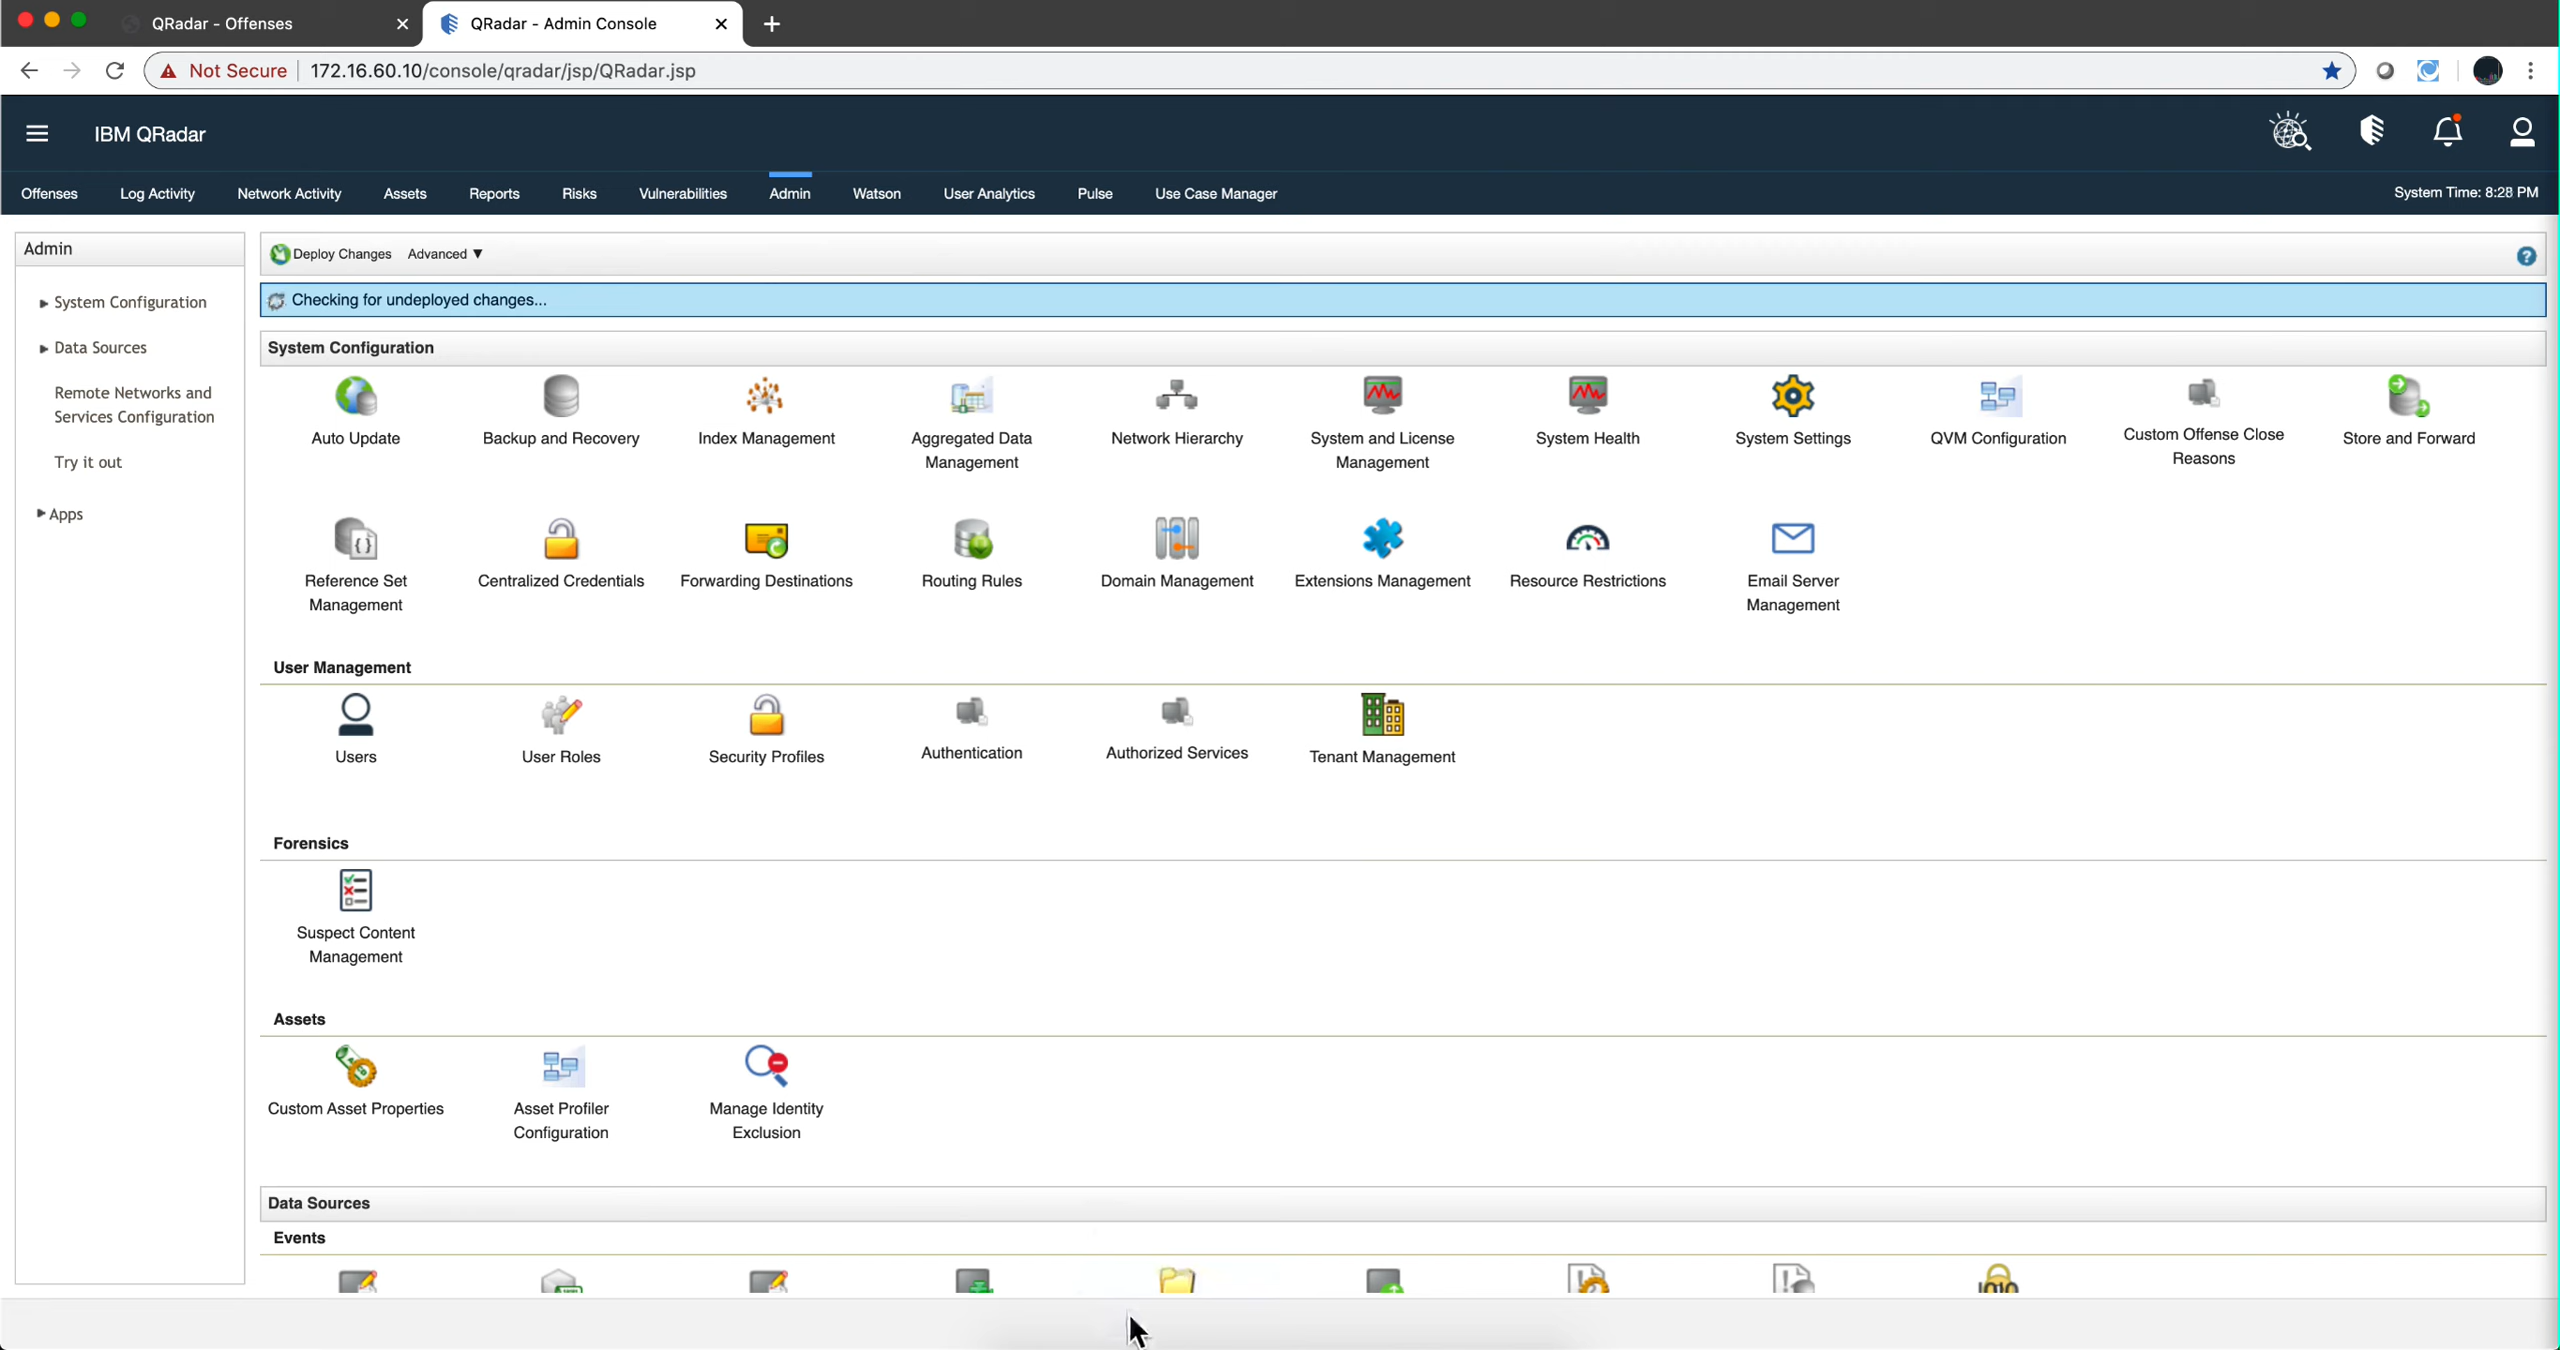 QRadar - Offenses
QRadar - Admin Console
Not Secure
172.16.60.10/console/qradar/jsp/QRadar.jsp
IBM QRadar
Offenses
Log Activity
Network Activity
Assets
Reports
Risks
Vulnerabilities
Admin
Watson
User Analytics
Pulse
Use Case Manager
System Time: 8:28 PM
Admin
System Configuration
Data Sources
Remote Networks and
Services Configuration
Try it out
Apps
Deploy Changes
Advanced ▼
Checking for undeployed changes...
System Configuration
Auto Update
Backup and Recovery
Index Management
Aggregated Data
Management
Network Hierarchy
System and License
Management
System Health
System Settings
QVM Configuration
Custom Offense Close
Reasons
Store and Forward
Reference Set
Management
Centralized Credentials
Forwarding Destinations
Routing Rules
Domain Management
Extensions Management
Resource Restrictions
Email Server
Management
User Management
Users
User Roles
Security Profiles
Authentication
Authorized Services
Tenant Management
Forensics
Suspect Content
Management
Assets
Custom Asset Properties
Asset Profiler
Configuration
Manage Identity
Exclusion
Data Sources
Events